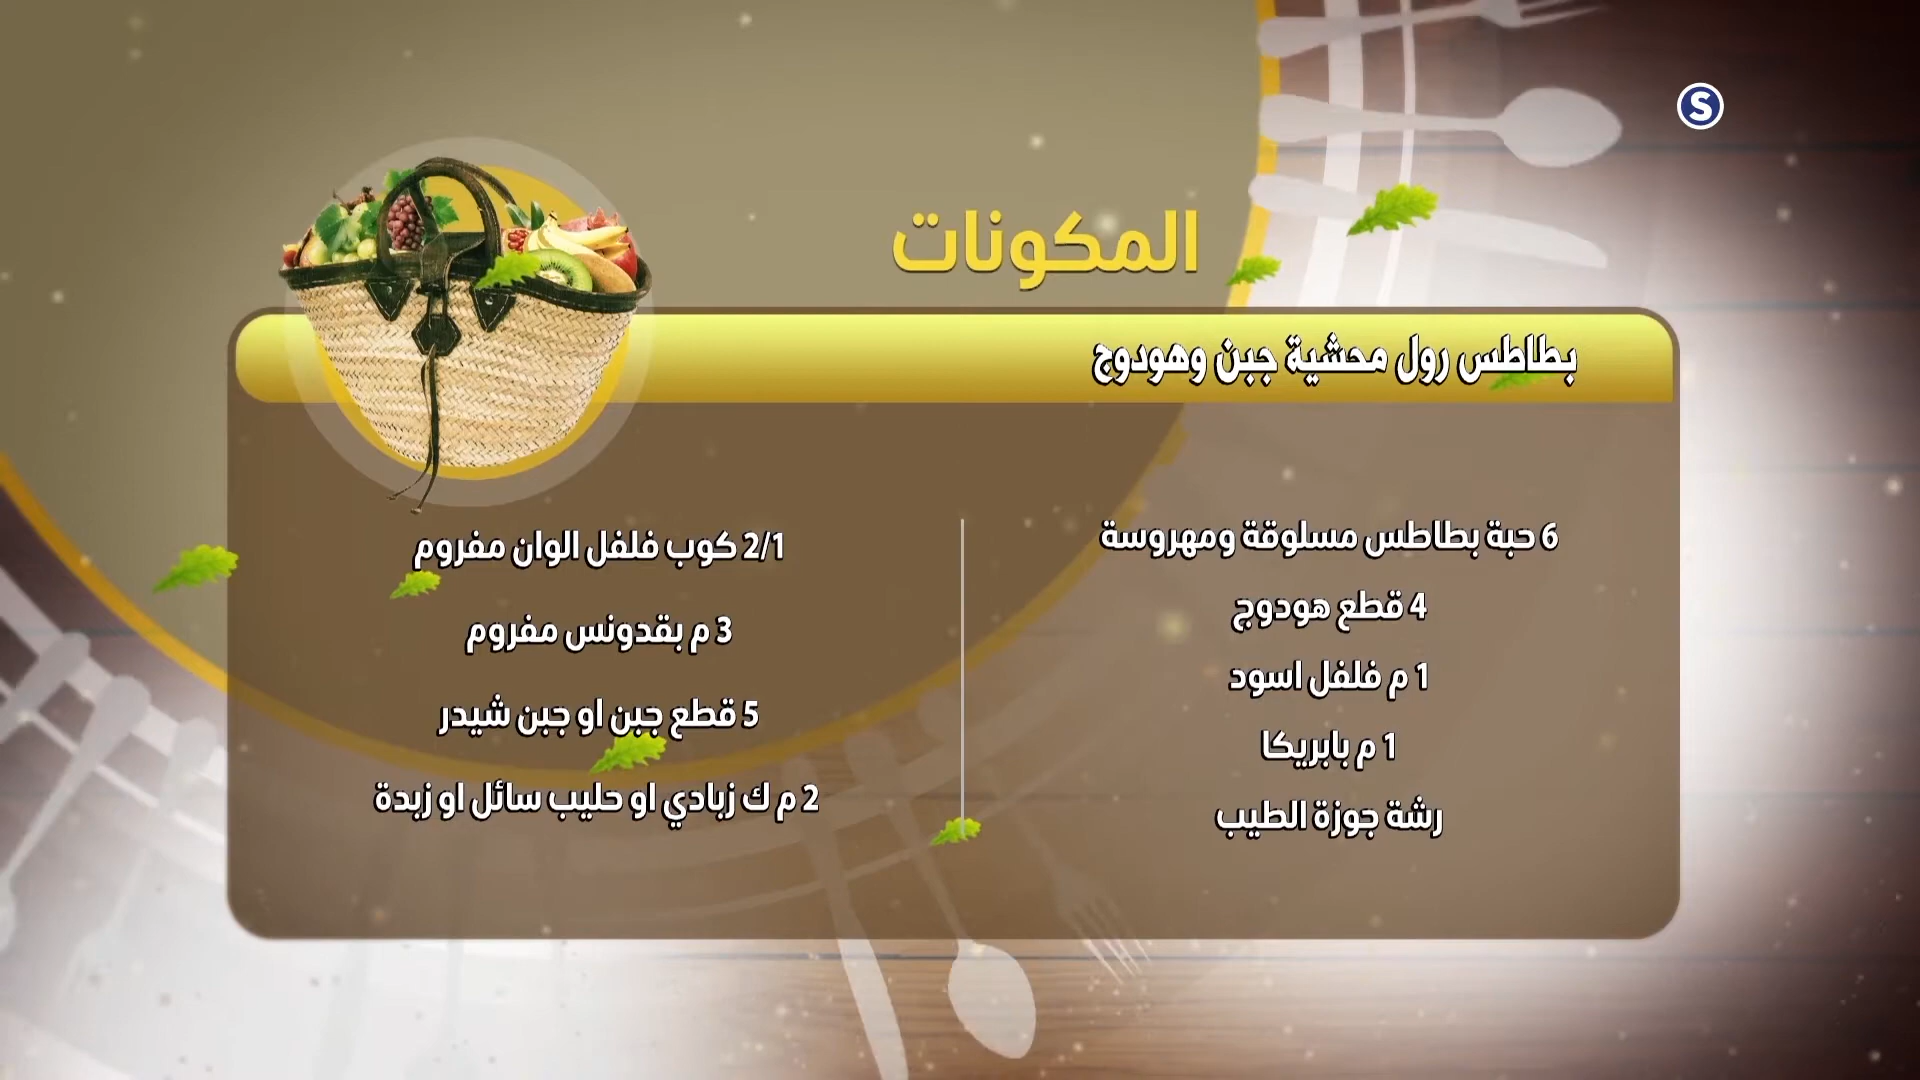 S
المكونات
بطاطس رول محشية جبن وهودوج
6 حبة بطاطس مسلوقة ومهروسة
4 قطع هودوج
1 م فلفل اسود
1 م بابريكا
رشة جوزة الطيب
2/1 كوب فلفل الوان مفروم
3 م بقدونس مفروم
5 قطع جبن او جبن شيدر
2 م ك زبادي او حليب سائل او زبدة